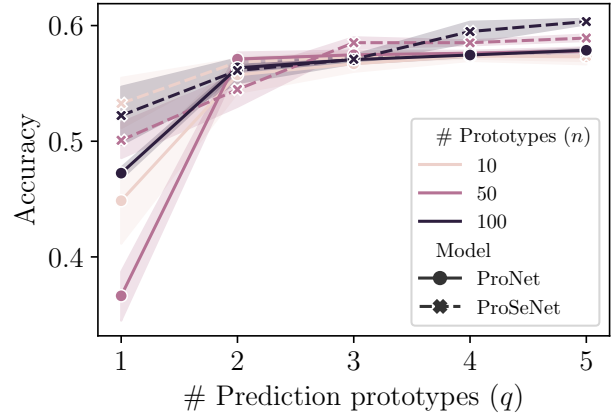 0.6
0.5
0.4
Accuracy
# Prototypes (n)
10
50
100
Model
ProNet
ProSeNet
1 2 3 4 5
# Prediction prototypes (q)